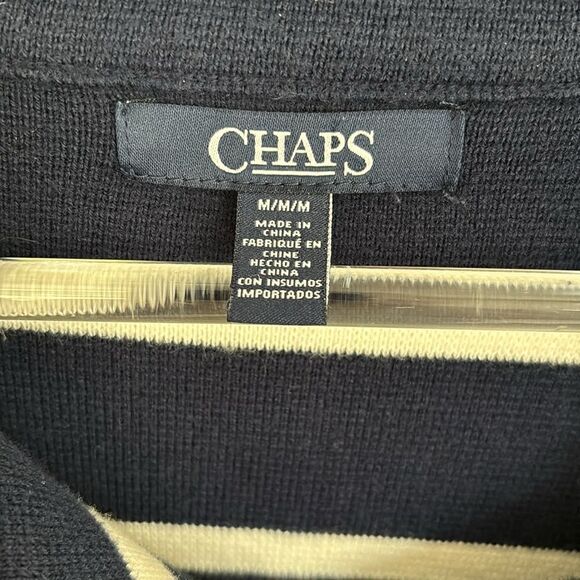 CHAPS
M/M/M
MADE IN
CHINA
FABRIQUÉ EN
CHINE
HECHO EN
CHINA
CON INSUMOS
IMPORTADOS